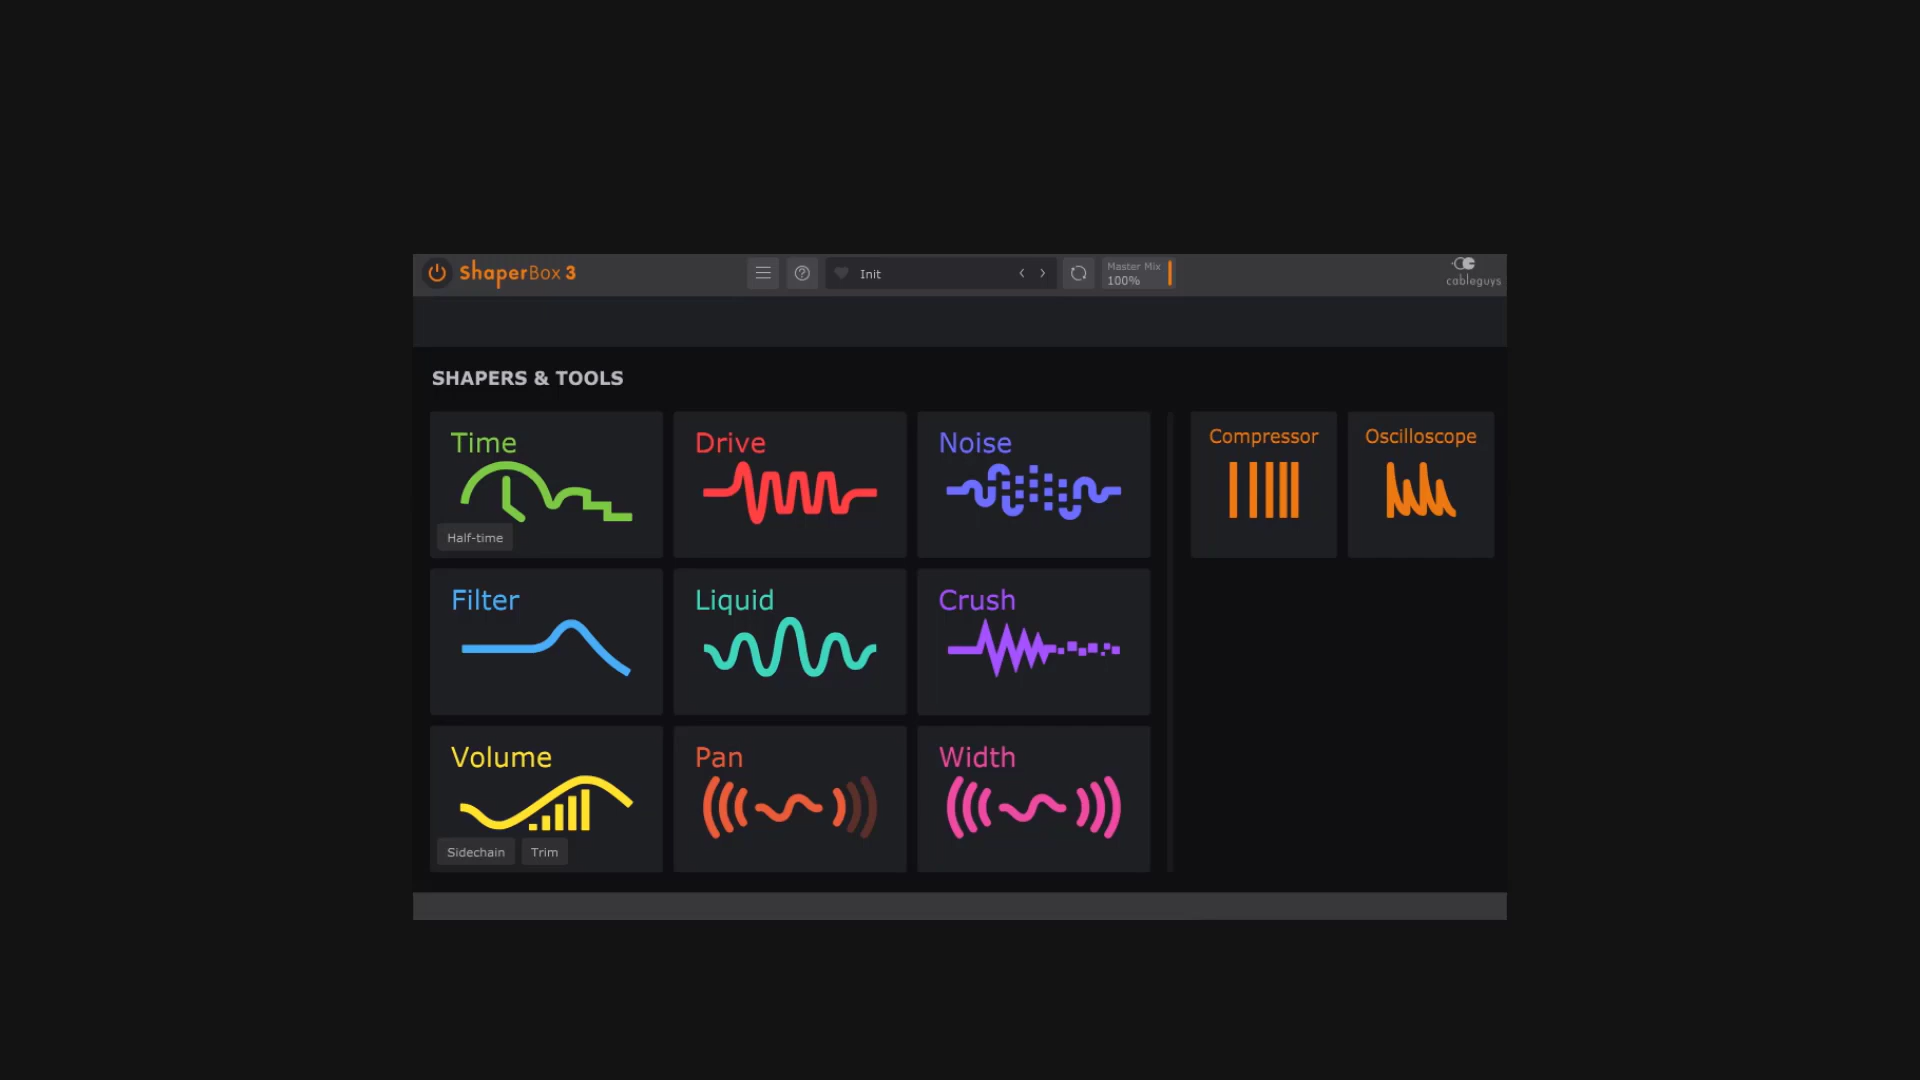 ShaperBox 3
Init
Master Mix
100%
cableguys
SHAPERS & TOOLS
Time
Half-time
Drive
Noise
Compressor
Oscilloscope
Filter
Liquid
Crush
Volume
Sidechain
Trim
Pan
Width